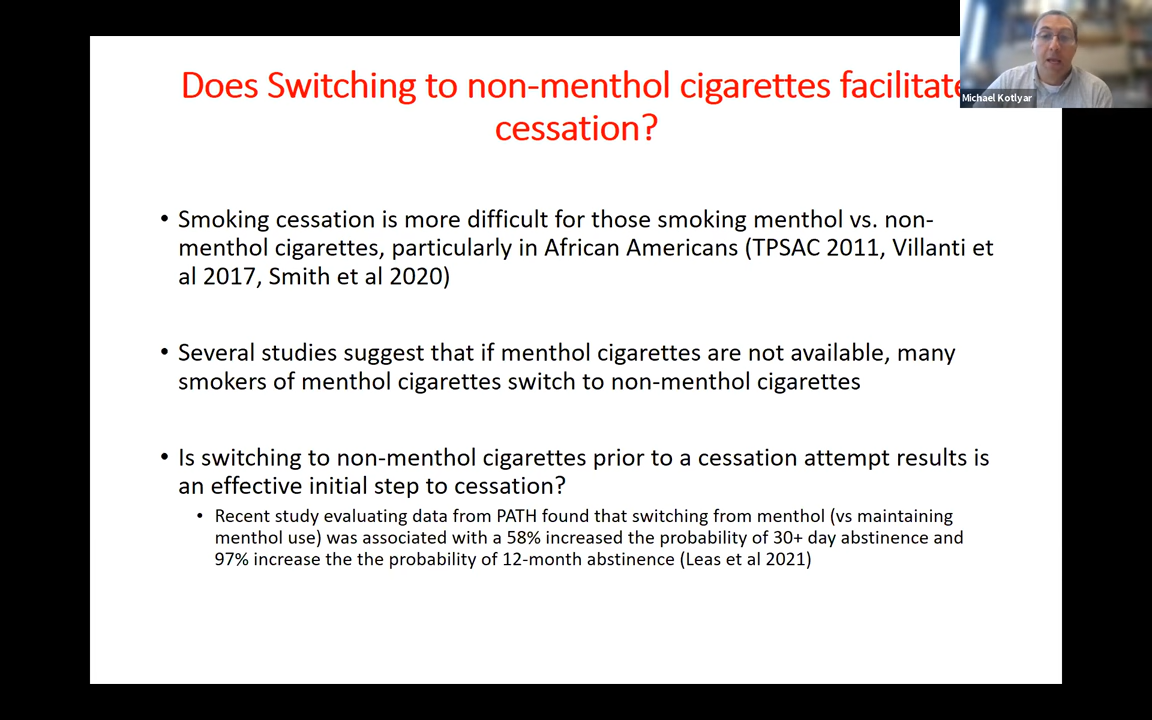 Does Switching to non-menthol cigarettes facilitate
cessation?
Michael Kotlyar
• Smoking cessation is more difficult for those smoking menthol vs. non-
menthol cigarettes, particularly in African Americans (TPSAC 2011, Villanti et
al 2017, Smith et al 2020)
• Several studies suggest that if menthol cigarettes are not available, many
smokers of menthol cigarettes switch to non-menthol cigarettes
• Is switching to non-menthol cigarettes prior to a cessation attempt results is
an effective initial step to cessation?
• Recent study evaluating data from PATH found that switching from menthol (vs maintaining
menthol use) was associated with a 58% increased the probability of 30+ day abstinence and
97% increase the the probability of 12-month abstinence (Leas et al 2021)